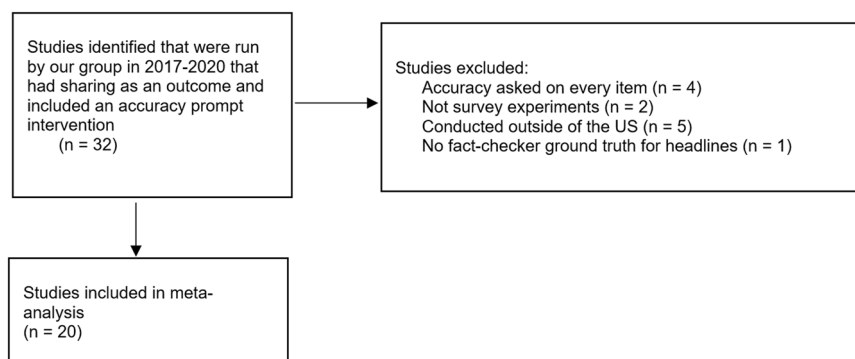 Studies identified that were run
by our group in 2017-2020 that
had sharing as an outcome and
included an accuracy prompt
intervention
(n = 32)
Studies excluded:
Accuracy asked on every item (n = 4)
Not survey experiments (n = 2)
Conducted outside of the US (n = 5)
No fact-checker ground truth for headlines (n = 1)
Studies included in meta-
analysis
(n = 20)